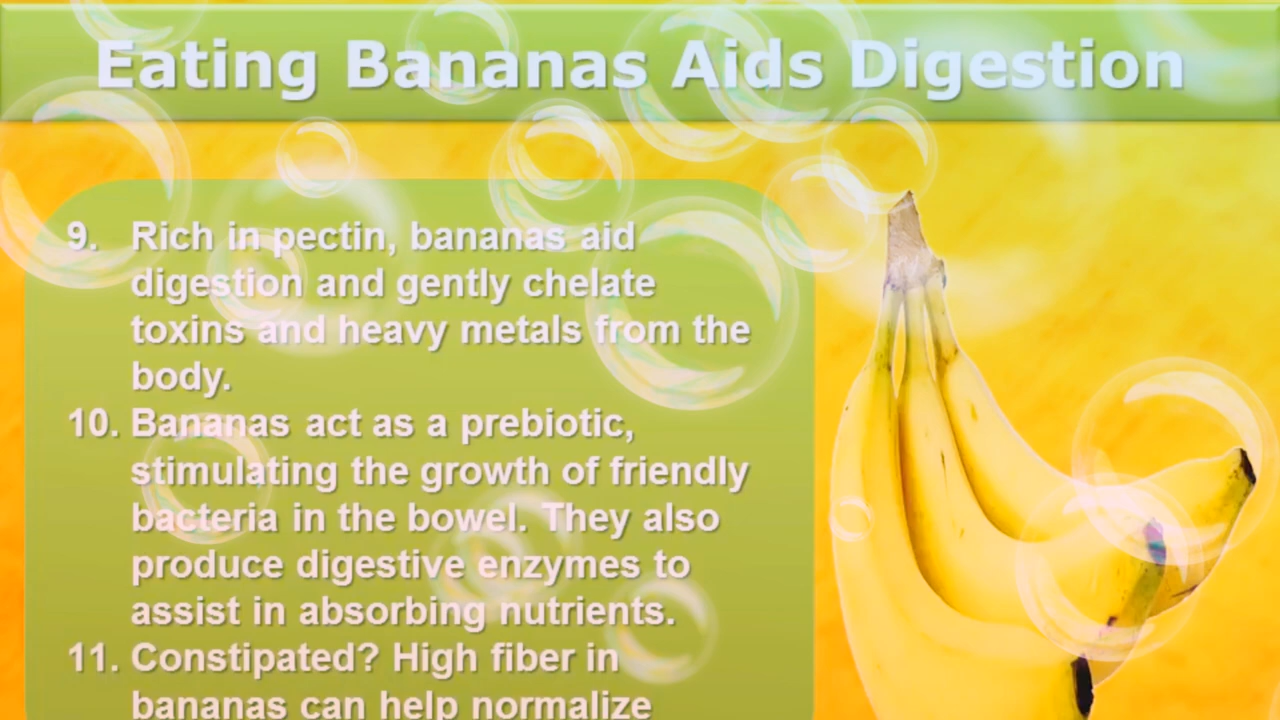 Eating Bananas Aids Digestion
9. Rich in pectin, bananas aid
digestion and gently chelate
toxins and heavy metals from the
body.
10. Bananas act as a prebiotic,
stimulating the growth of friendly
bacteria in the bowel. They also
produce digestive enzymes to
assist in absorbing nutrients.
11. Constipated? High fiber in
bananas can help normalize